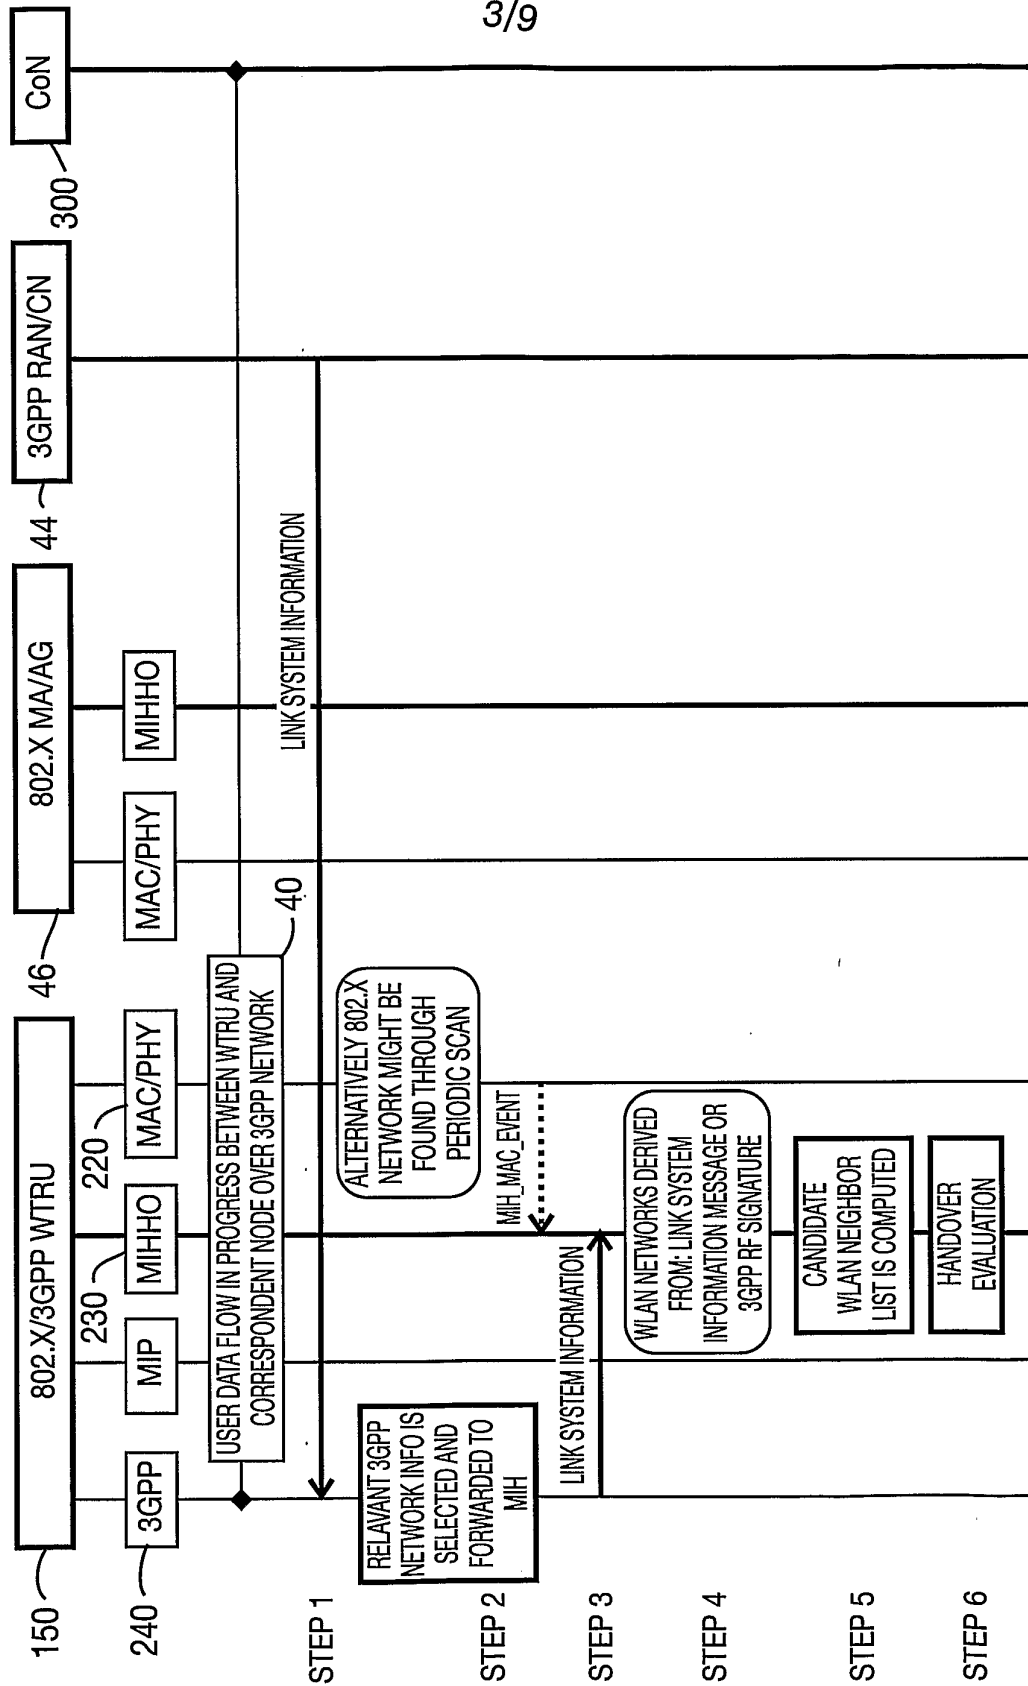 3/9
802.X/3GPP WTRU
802.X MA/AG
3GPP RAN/CN
CoN
150
46
44
300
240
230
220
3GPP
MIP
MIHHO
MAC/PHY
MAC/PHY
MIHHO
USER DATA FLOW IN PROGRESS BETWEEN WTRU AND
CORRESPONDENT NODE OVER 3GPP NETWORK
40
STEP 1
LINK SYSTEM INFORMATION
RELAVANT 3GPP
NETWORK INFO IS
SELECTED AND
FORWARDED TO
MIH
ALTERNATIVELY 802.X
NETWORK MIGHT BE
FOUND THROUGH
PERIODIC SCAN
STEP 2
MIH_MAC_EVENT
STEP 3
LINK SYSTEM INFORMATION
STEP 4
WLAN NETWORKS DERIVED
FROM: LINK SYSTEM
INFORMATION MESSAGE OR
3GPP RF SIGNATURE
STEP 5
CANDIDATE
WLAN NEIGHBOR
LIST IS COMPUTED
STEP 6
HANDOVER
EVALUATION